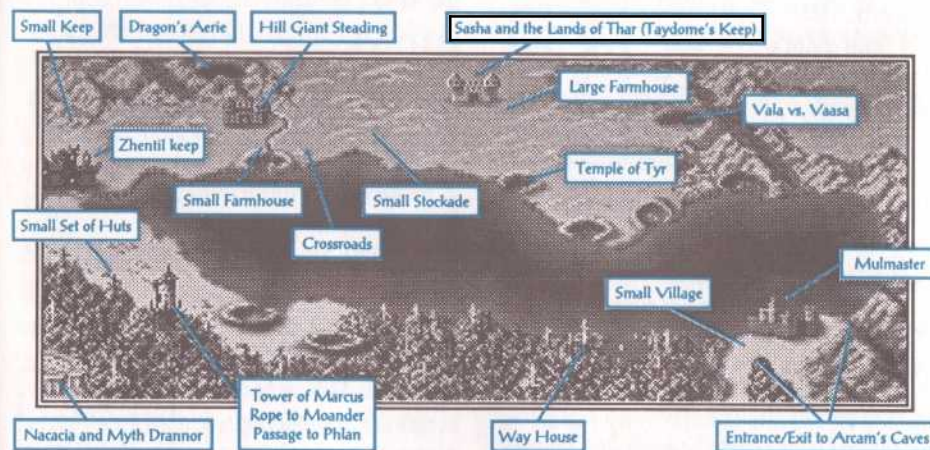 Small Keep
Dragon's Aerie
Hill Giant Steading
Sasha and the Lands of Thar (Taydome's Keep)
Large Farmhouse
Vala vs. Vaasa
Zhentil keep
Temple of Tyr
Small Farmhouse
Small Stockade
Small Set of Huts
Crossroads
Mulmaster
Small Village
Tower of Marcus
Rope to Moander
Passage to Phlan
Nacacia and Myth Drannor
Way House
Entrance/Exit to Arcam's Caves